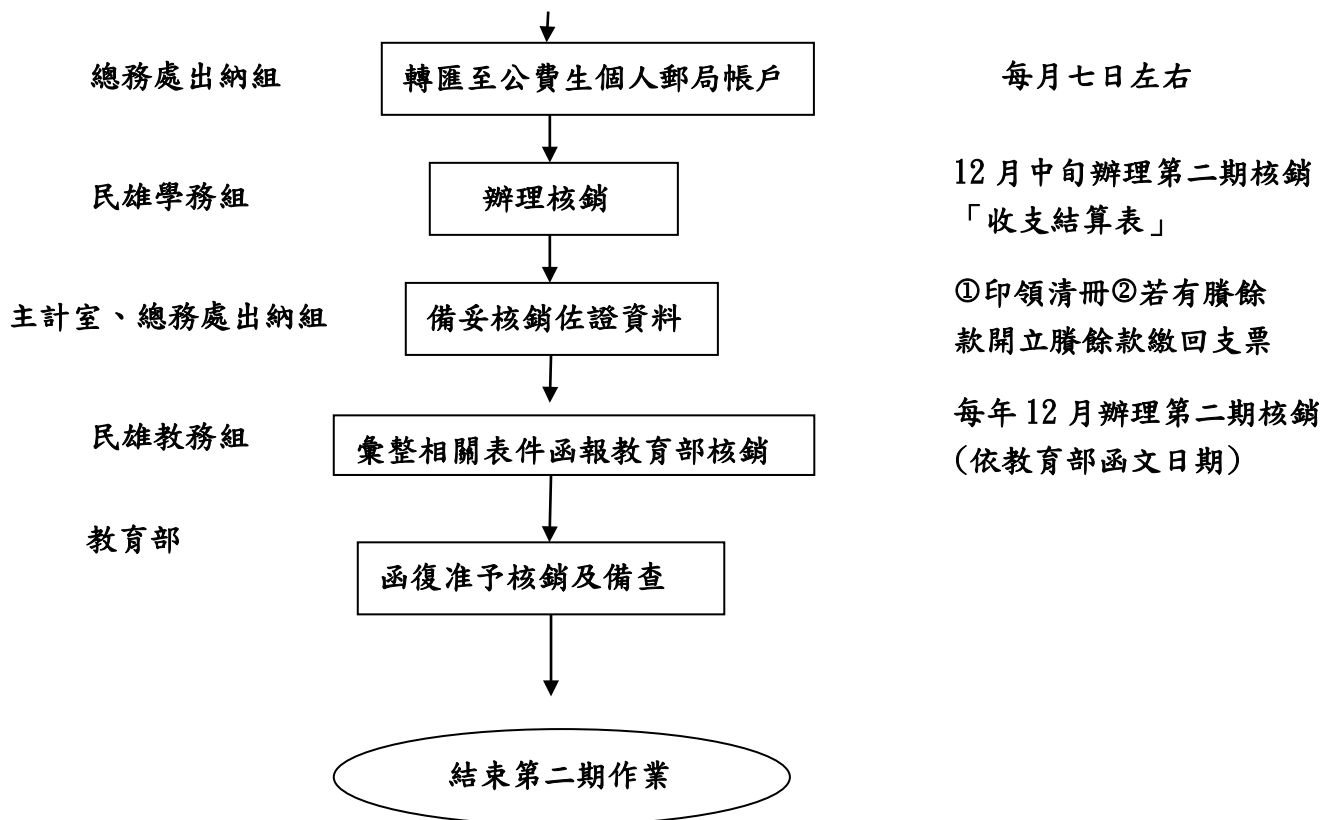 總務處出納組 轉匯至公費生個人郵局帳戶 每月七日左右
民雄學務組 辦理核銷 12月中旬辦理第二期核銷
「收支結算表」
主計室、總務處出納組 備妥核銷佐證資料 ①印領清冊②若有賸餘
款開立賸餘款繳回支票
民雄教務組 彙整相關表件函報教育部核銷 每年12月辦理第二期核銷
(依教育部函文日期)
教育部
函復准予核銷及備查
結束第二期作業